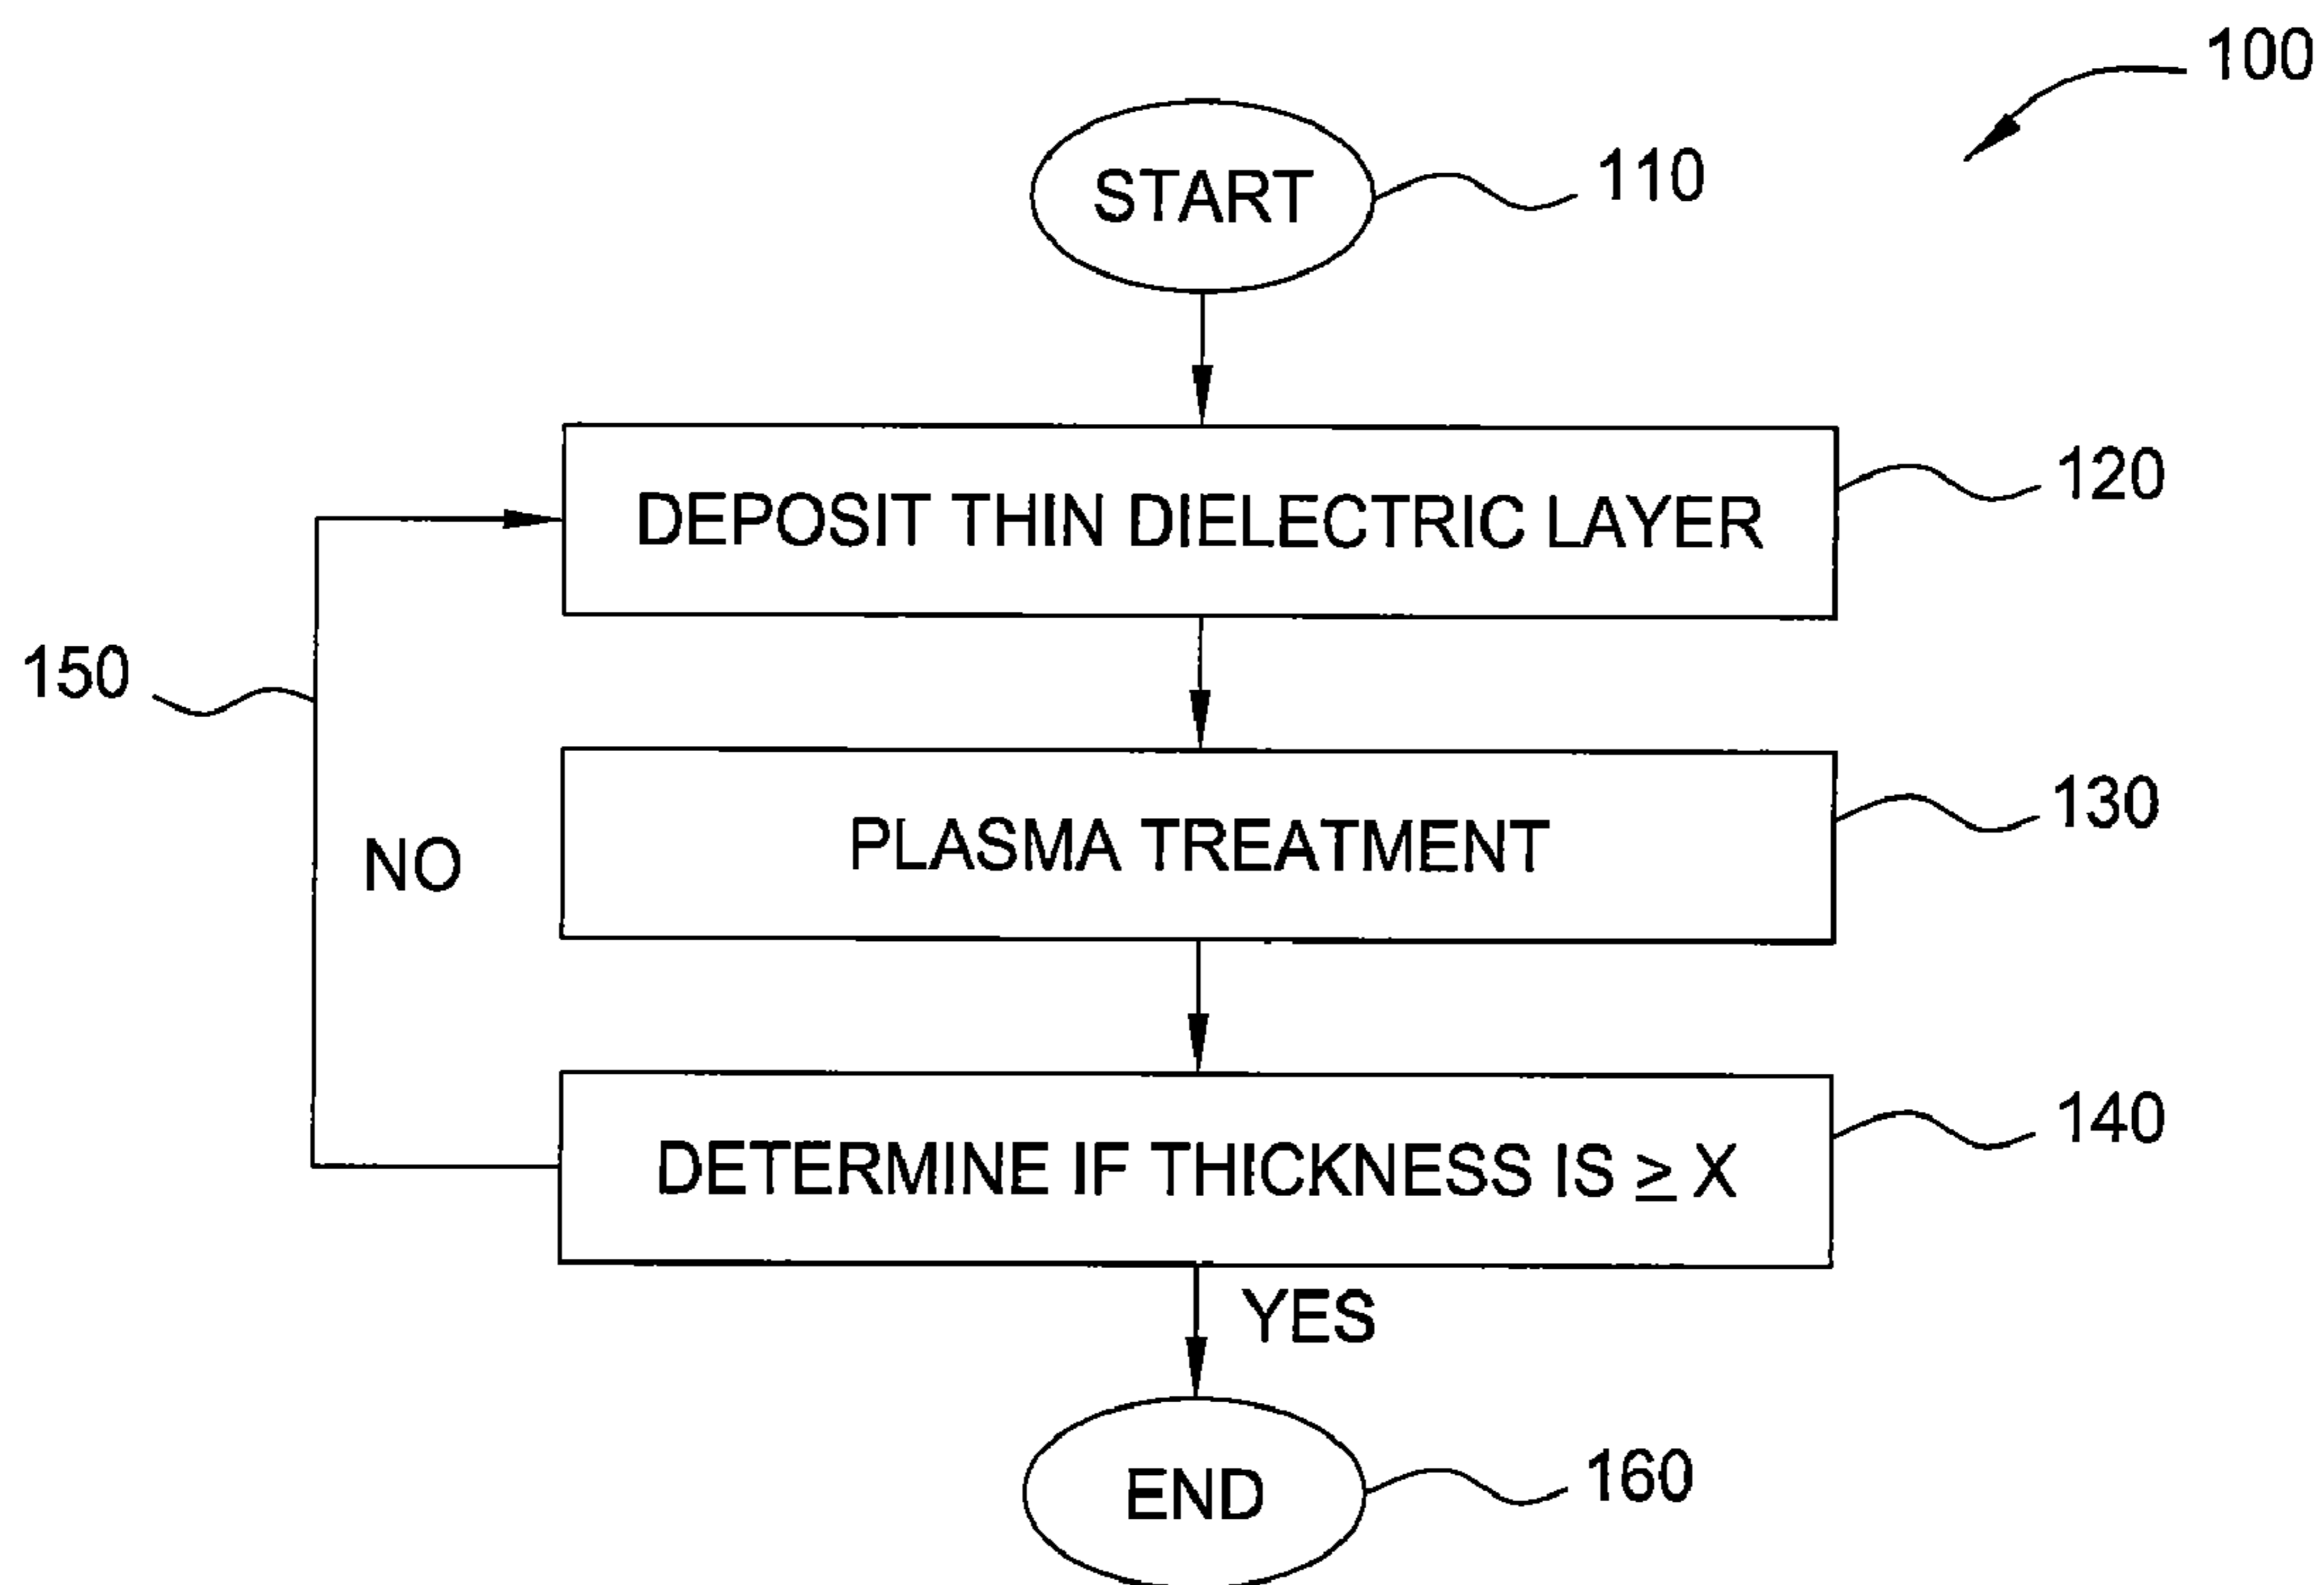 100
START
110
DEPOSIT THIN DIELECTRIC LAYER
120
150
PLASMA TREATMENT
130
NO
DETERMINE IF THICKNESS IS ≥ X
140
YES
END
160